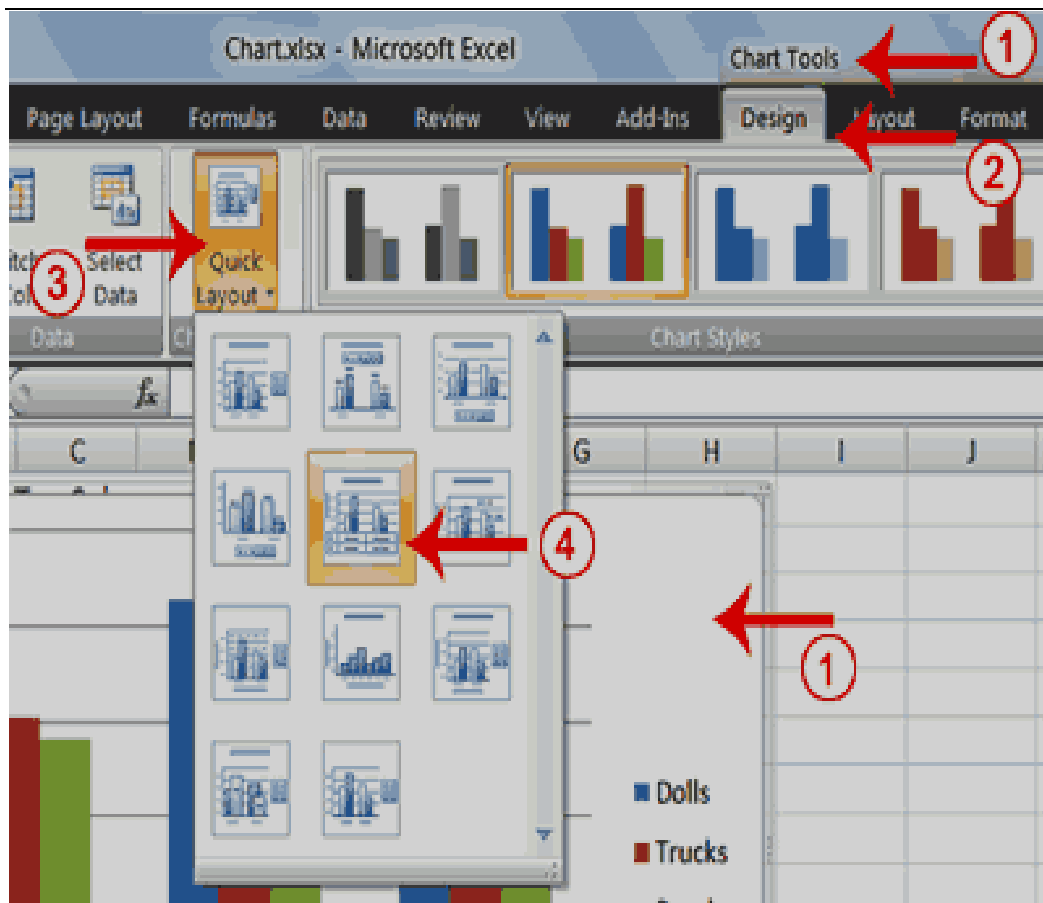 Chart.xlsx - Microsoft Excel
Chart Tools
1
Page Layout Formulas Data Review View Add-Ins Design Layout Format
2
3
Select
Data
Quick
Layout
Data
Chart Styles
fx
C G H I J
4
1
Dolls
Trucks